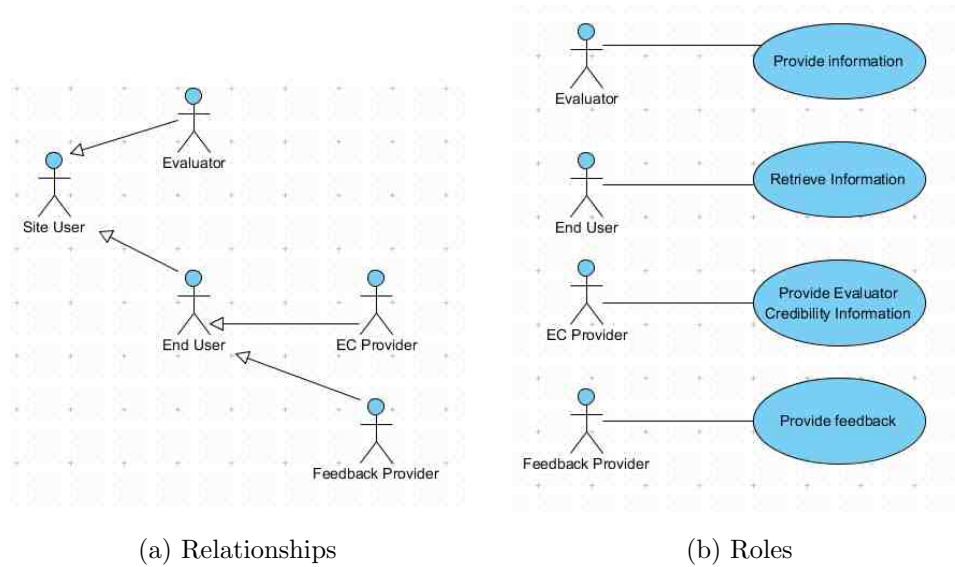 Evaluator
Site User
End User
EC Provider
Feedback Provider
(a) Relationships
Evaluator
Provide information
End User
Retrieve Information
EC Provider
Provide Evaluator
Credibility Information
Feedback Provider
Provide feedback
(b) Roles